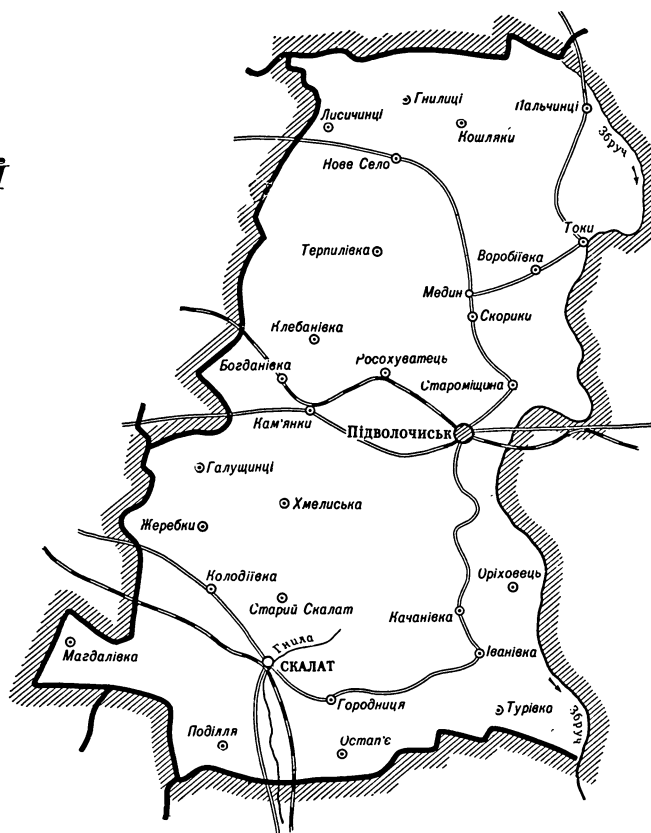 Гнилиці
Лисичинці
Кошляки
Пальчинці
Збруч
Нове Село
Токи
Воробіївка
Терпилівка
Медин
Скорики
Клебанівка
Росохуватець
Богданівка
Староміщина
Кам'янки
Підволочиськ
Галущинці
Хмелиська
Жеребки
Колодіївка
Оріховець
Старий Скалат
Качанівка
Гнила
Магдалівка
СКАЛАТ
Іванівка
Городниця
Турівка
Збруч
Поділля
Остап'є